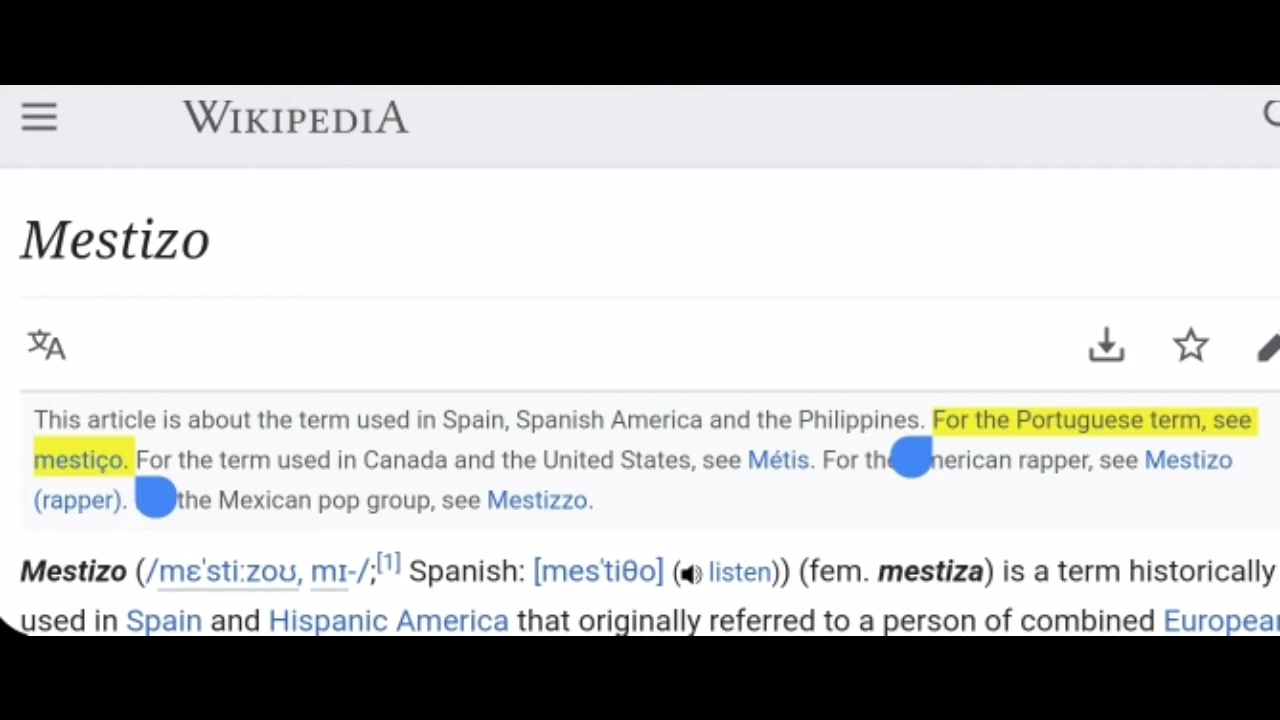 WIKIPEDIA
Mestizo
This article is about the term used in Spain, Spanish America and the Philippines. For the Portuguese term, see
mestiço. For the term used in Canada and the United States, see Métis. For the nerican rapper, see Mestizo
(rapper). the Mexican pop group, see Mestizzo.
Mestizo (/mɛˈstiːzoʊ, mɪ-/;[1] Spanish: [mesˈtiθo] (listen)) (fem. mestiza) is a term historically
used in Spain and Hispanic America that originally referred to a person of combined European